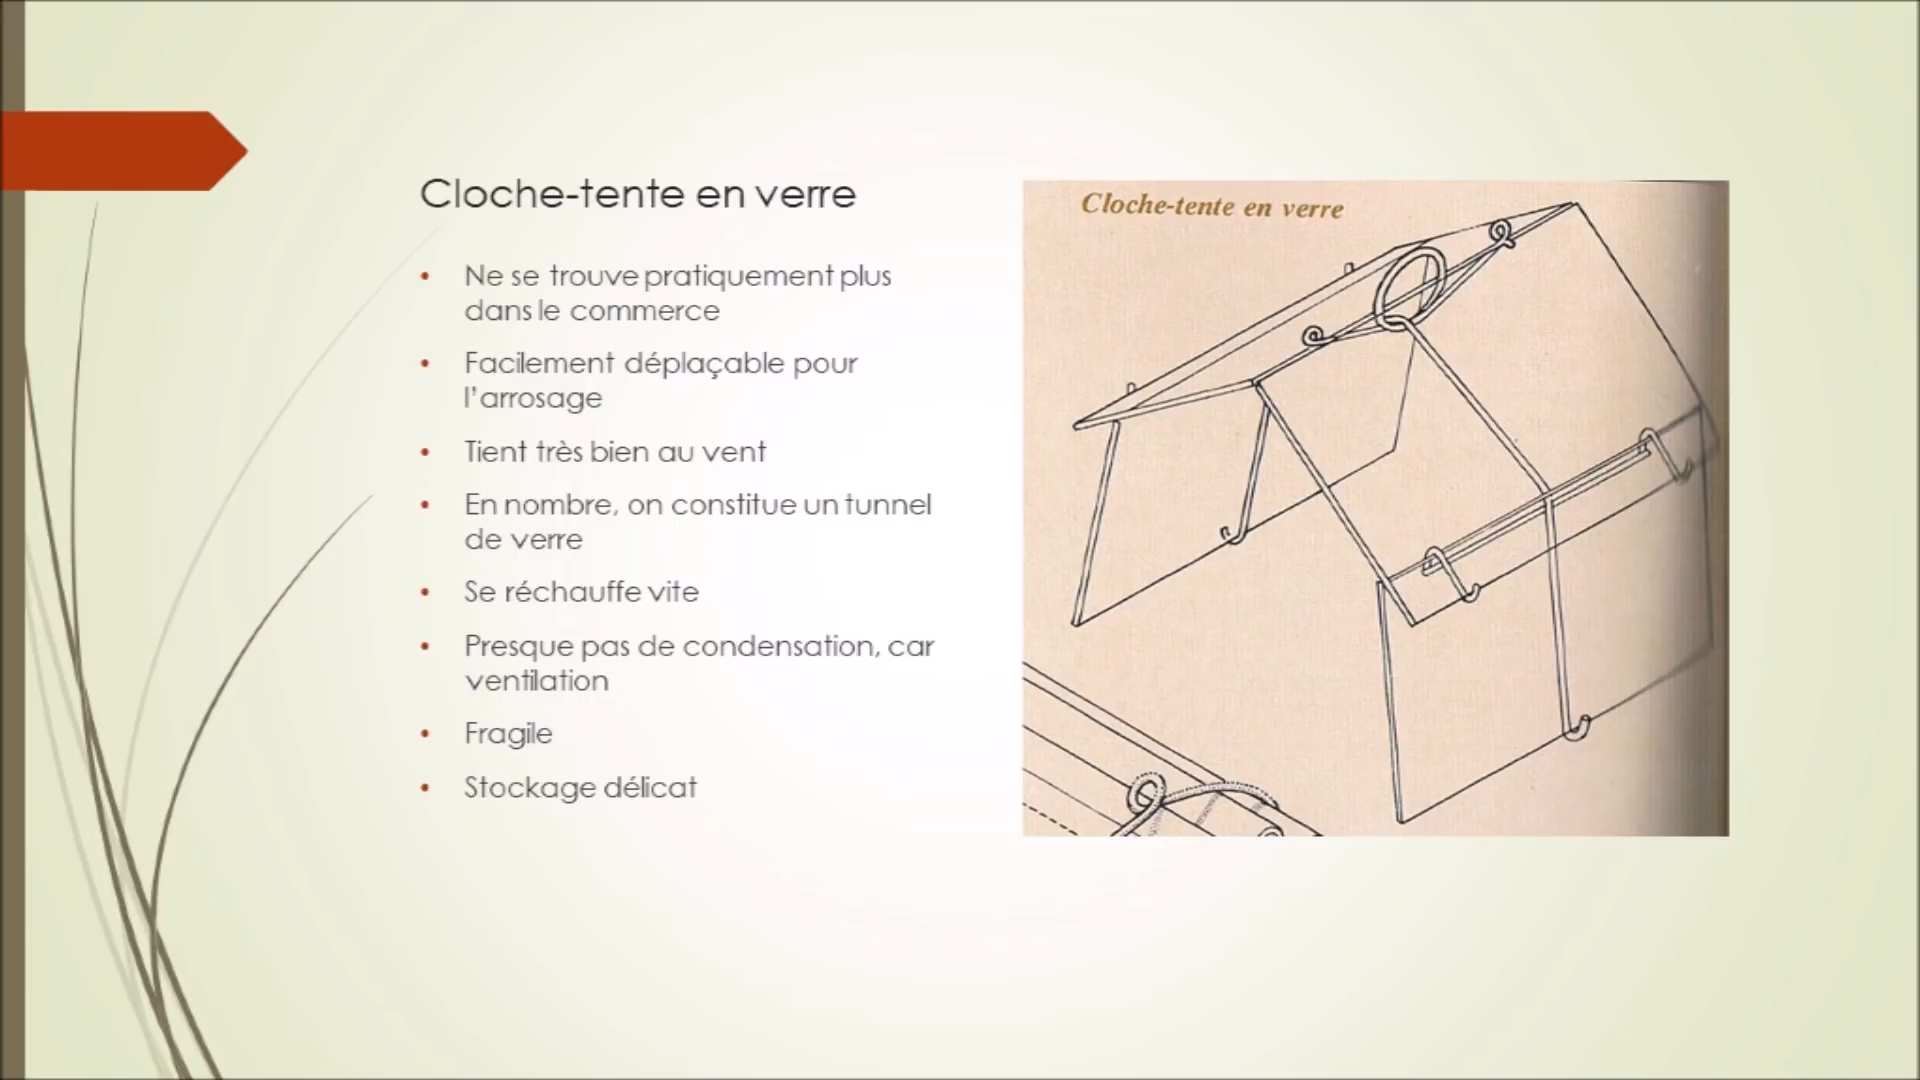 Cloche-tente en verre
• Ne se trouve pratiquement plus
dans le commerce
• Facilement déplaçable pour
l’arrosage
• Tient très bien au vent
• En nombre, on constitue un tunnel
de verre
• Se réchauffe vite
• Presque pas de condensation, car
ventilation
• Fragile
• Stockage délicat
Cloche-tente en verre